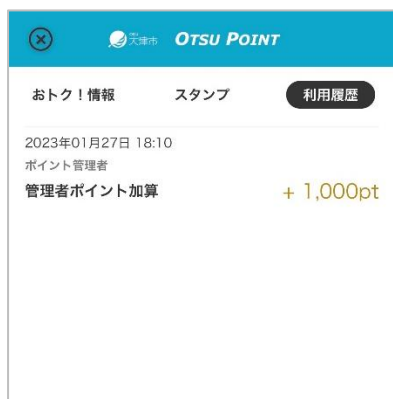 大津市 OTSU POINT
おトク！情報 スタンプ 利用履歴
2023年01月27日 18:10
ポイント管理者
管理者ポイント加算 + 1,000pt